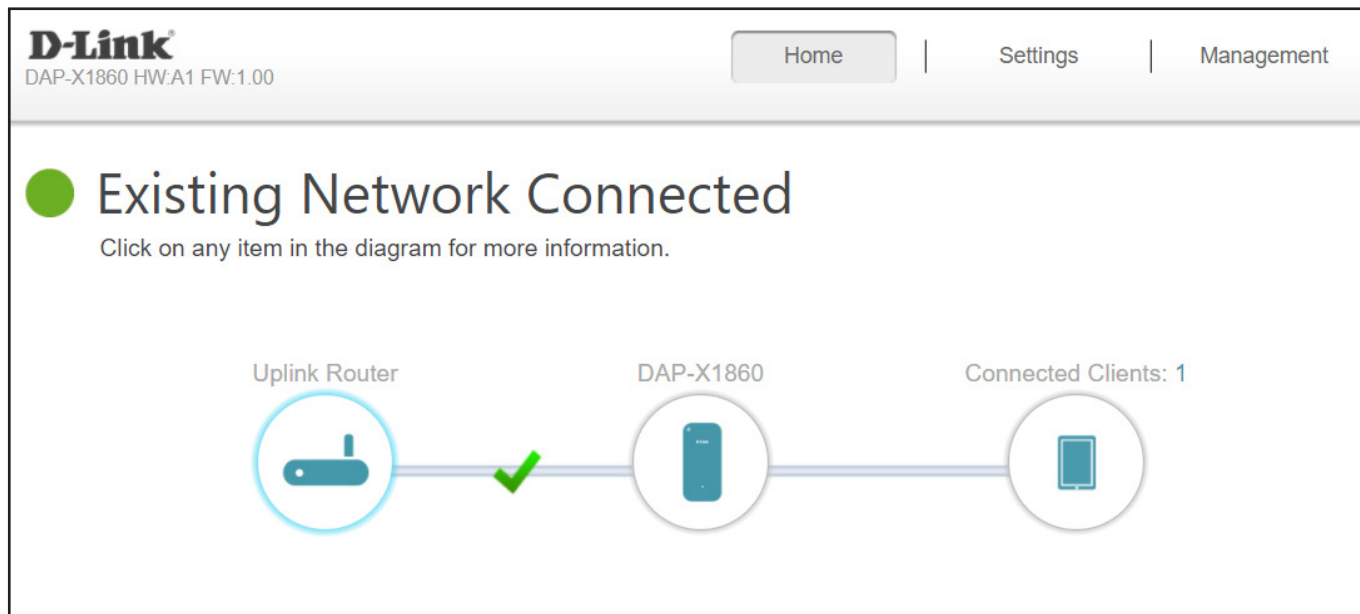 D-Link
DAP-X1860 HW:A1 FW:1.00
Home | Settings | Management
Existing Network Connected
Click on any item in the diagram for more information.
Uplink Router
DAP-X1860
Connected Clients: 1